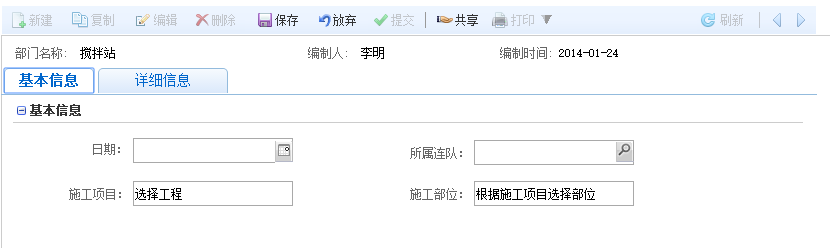 新建 复制 编辑 删除 保存 放弃 提交 共享 打印 刷新
部门名称: 搅拌站 编制人: 李明 编制时间: 2014-01-24
基本信息 详细信息
基本信息
日期: 所属连队:
施工项目: 选择工程 施工部位: 根据施工项目选择部位